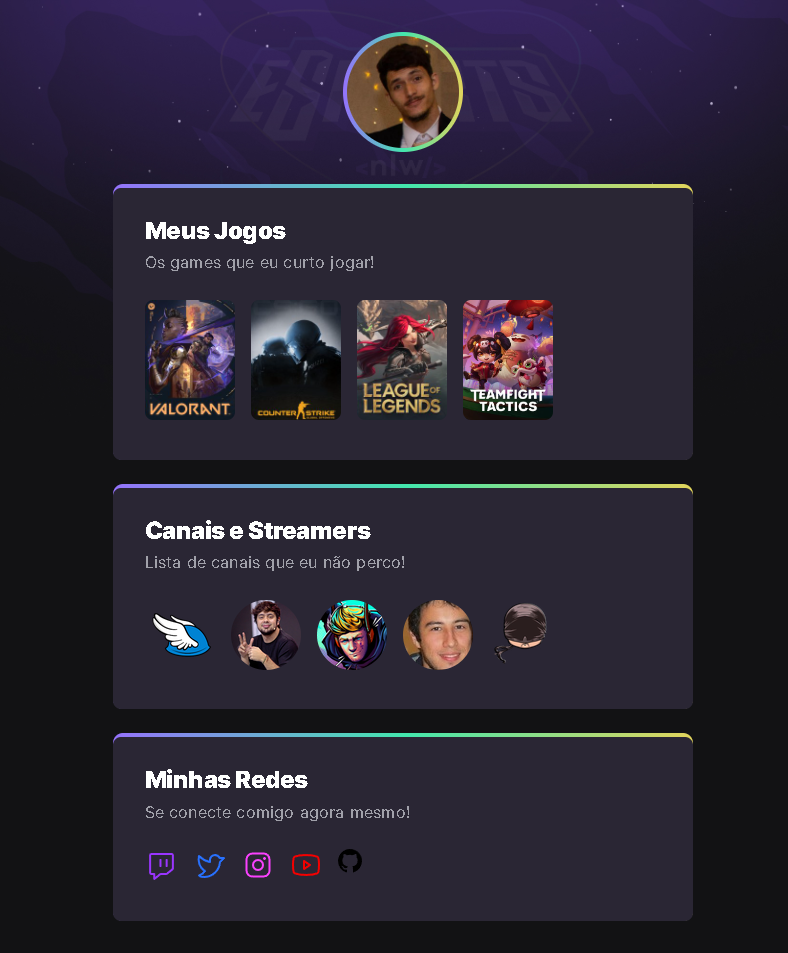 ESPORTS
<nlw/>
Meus Jogos
Os games que eu curto jogar!
VALORANT
COUNTER STRIKE
LEAGUE OF
LEGENDS
TEAMFIGHT
TACTICS
Canais e Streamers
Lista de canais que eu não perco!
Minhas Redes
Se conecte comigo agora mesmo!